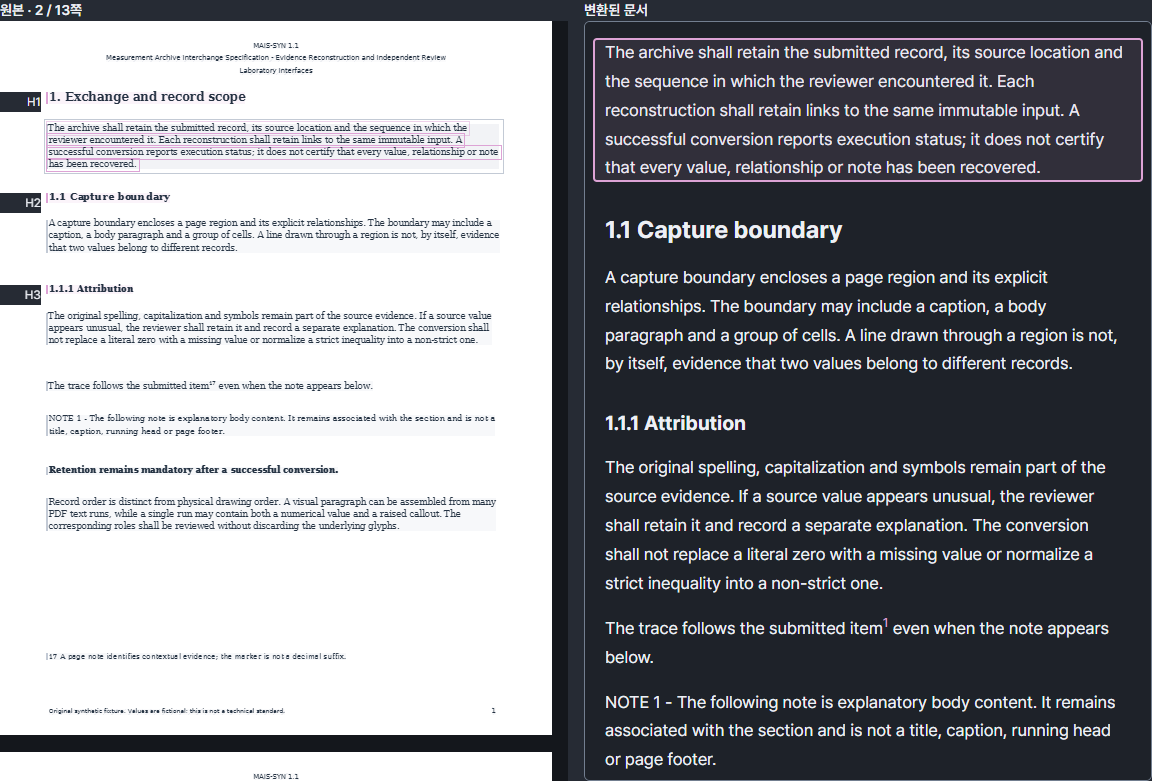 원본 · 2 / 13쪽
MAIS-SYN 1.1
Measurement Archive Interchange Specification - Evidence Reconstruction and Independent Review
Laboratory Interfaces
H1
1. Exchange and record scope
The archive shall retain the submitted record, its source location and the sequence in which the
reviewer encountered it. Each reconstruction shall retain links to the same immutable input. A
successful conversion reports execution status; it does not certify that every value, relationship or note
has been recovered.
H2
1.1 Capture boundary
A capture boundary encloses a page region and its explicit relationships. The boundary may include a
caption, a body paragraph and a group of cells. A line drawn through a region is not, by itself, evidence
that two values belong to different records.
H3
1.1.1 Attribution
The original spelling, capitalization and symbols remain part of the source evidence. If a source value
appears unusual, the reviewer shall retain it and record a separate explanation. The conversion shall
not replace a literal zero with a missing value or normalize a strict inequality into a non-strict one.
The trace follows the submitted item¹⁷ even when the note appears below.
NOTE 1 - The following note is explanatory body content. It remains associated with the section and is not a
title, caption, running head or page footer.
Retention remains mandatory after a successful conversion.
Record order is distinct from physical drawing order. A visual paragraph can be assembled from many
PDF text runs, while a single run may contain both a numerical value and a raised callout. The
corresponding roles shall be reviewed without discarding the underlying glyphs.
17 A page note identifies contextual evidence; the marker is not a decimal suffix.
Original synthetic fixture. Values are fictional: this is not a technical standard.
1
MAIS-SYN 1.1
변환된 문서
The archive shall retain the submitted record, its source location and
the sequence in which the reviewer encountered it. Each
reconstruction shall retain links to the same immutable input. A
successful conversion reports execution status; it does not certify
that every value, relationship or note has been recovered.
1.1 Capture boundary
A capture boundary encloses a page region and its explicit
relationships. The boundary may include a caption, a body
paragraph and a group of cells. A line drawn through a region is not,
by itself, evidence that two values belong to different records.
1.1.1 Attribution
The original spelling, capitalization and symbols remain part of the
source evidence. If a source value appears unusual, the reviewer
shall retain it and record a separate explanation. The conversion
shall not replace a literal zero with a missing value or normalize a
strict inequality into a non-strict one.
The trace follows the submitted item¹ even when the note appears
below.
NOTE 1 - The following note is explanatory body content. It remains
associated with the section and is not a title, caption, running head
or page footer.